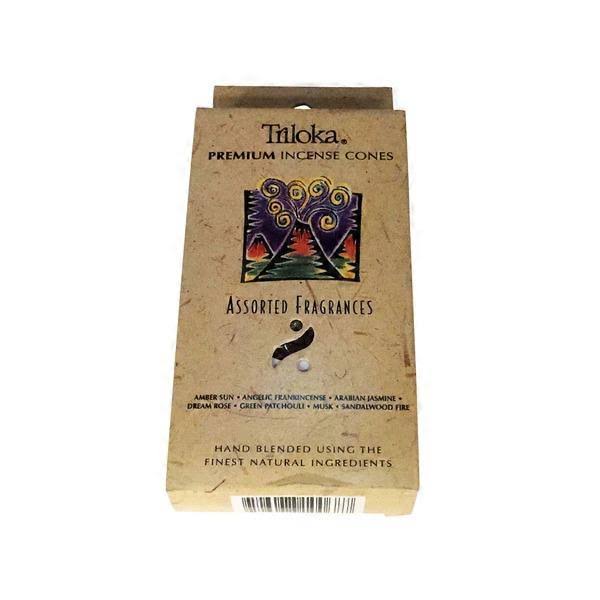 Triloka®
PREMIUM INCENSE CONES
ASSORTED FRAGRANCES
AMBER SUN • ANGELIC FRANKINCENSE • ARABIAN JASMINE •
DREAM ROSE • GREEN PATCHOULI • MUSK • SANDALWOOD FIRE
HAND BLENDED USING THE
FINEST NATURAL INGREDIENTS